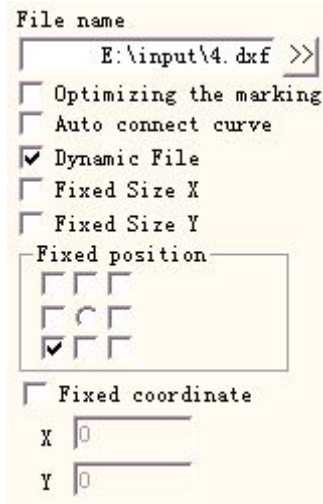 File name
E:\input\4.dxf >>
Optimizing the marking
Auto connect curve
Dynamic File
Fixed Size X
Fixed Size Y
Fixed position
Fixed coordinate
X 0
Y 0